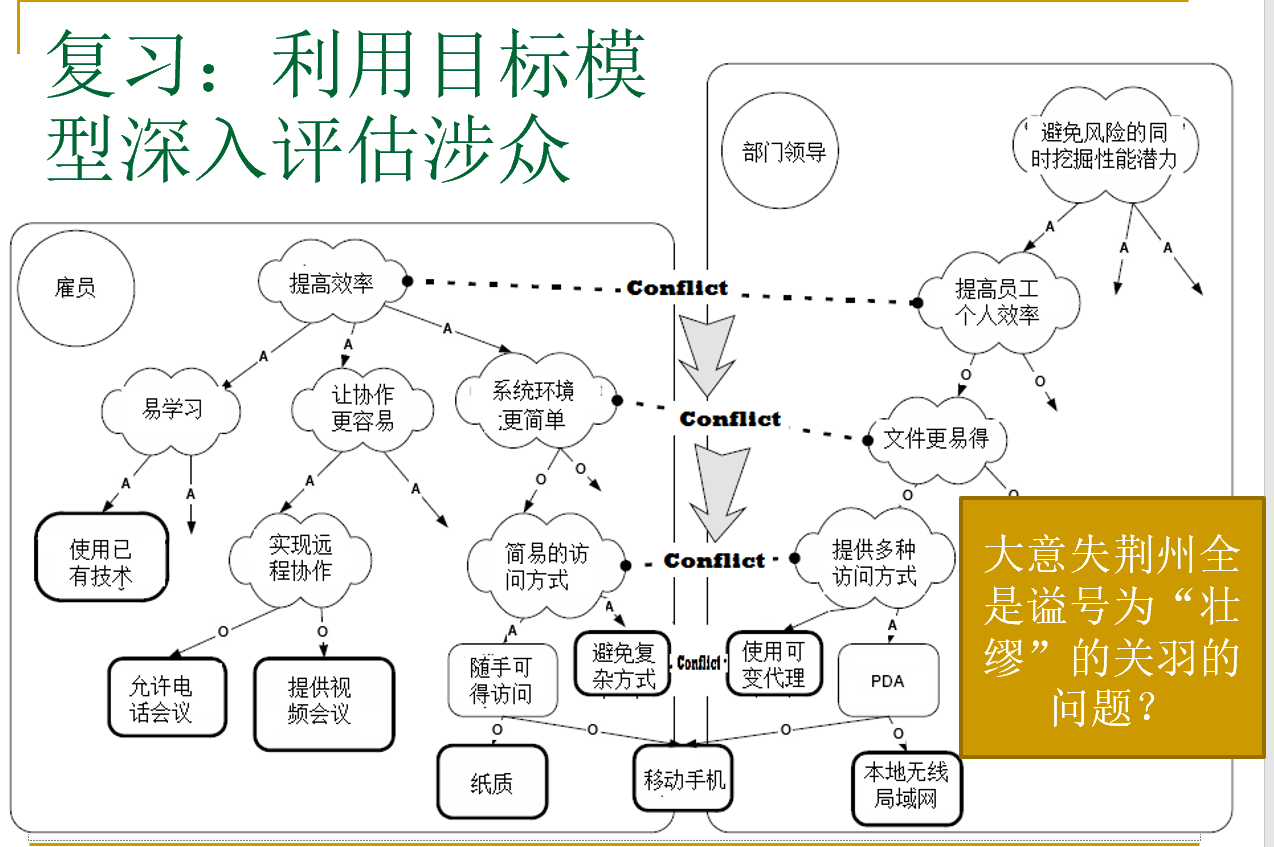 复习：利用目标模
型深入评估涉众
部门领导
避免风险的同
时挖掘性能潜力
A
A
A
雇员
提高效率
Conflict
提高员工
个人效率
A
A
A
O
O
易学习
让协作
更容易
系统环境
更简单
Conflict
文件更易得
A
A
A
A
O
O
O
O
使用已
有技术
实现远
程协作
简易的访
问方式
Conflict
提供多种
访问方式
大意失荆州全
是谥号为“壮
缪”的关羽的
问题？
O
O
A
A
A
允许电
话会议
提供视
频会议
随手可
得访问
避免复
杂方式
Conflict
使用可
变代理
PDA
O
O
O
O
纸质
移动手机
本地无线
局域网